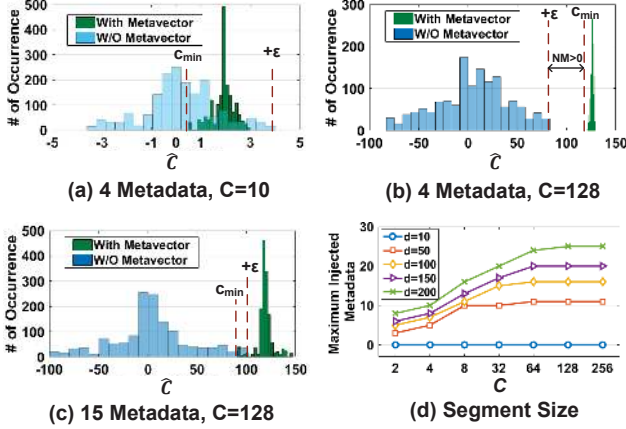 500
400
300
200
100
0
# of Occurrence
With Metavector
W/O Metavector
Cmin
+ε
-5 -3 -1 1 3 5
Ĉ
(a) 4 Metadata, C=10
300
200
100
0
# of Occurrence
With Metavector
W/O Metavector
+ε
Cmin
NM>0
-100 -50 0 50 100 150
Ĉ
(b) 4 Metadata, C=128
500
400
300
200
100
0
# of Occurrence
With Metavector
W/O Metavector
Cmin
+ε
-100 -50 0 50 100 150
Ĉ
(c) 15 Metadata, C=128
30
20
10
0
Maximum Injected
Metadata
d=10
d=50
d=100
d=150
d=200
2 4 8 32 64 128 256
C
(d) Segment Size